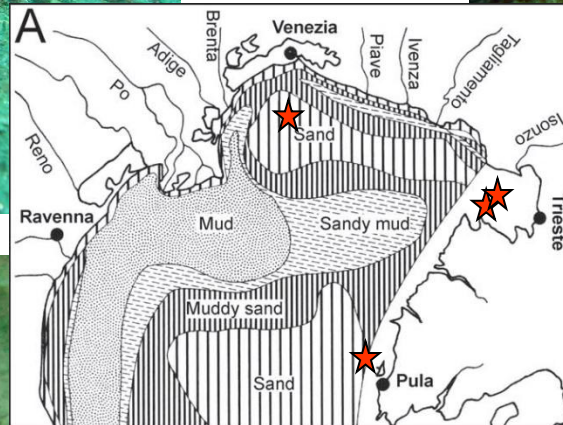 A
Venezia
Brenta
Adige
Po
Reno
Piave
Ivenza
Tagliamento
Isonzo
Sand
Trieste
Ravenna
Mud
Sandy mud
Muddy sand
Sand
Pula